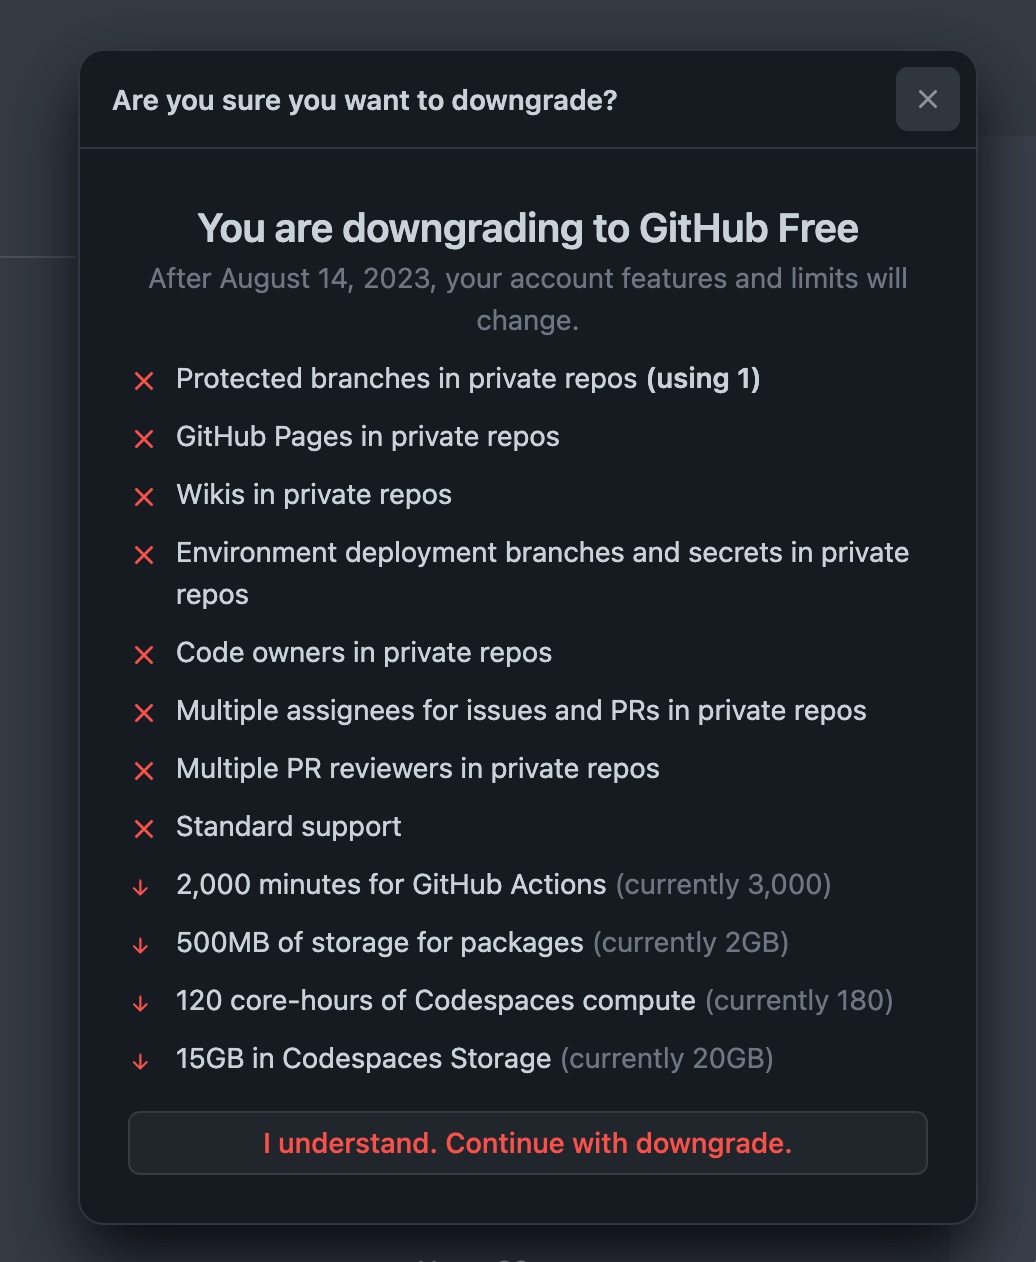 Are you sure you want to downgrade?
You are downgrading to GitHub Free
After August 14, 2023, your account features and limits will
change.
Protected branches in private repos (using 1)
GitHub Pages in private repos
Wikis in private repos
Environment deployment branches and secrets in private
repos
Code owners in private repos
Multiple assignees for issues and PRs in private repos
Multiple PR reviewers in private repos
Standard support
2,000 minutes for GitHub Actions (currently 3,000)
500MB of storage for packages (currently 2GB)
120 core-hours of Codespaces compute (currently 180)
15GB in Codespaces Storage (currently 20GB)
I understand. Continue with downgrade.